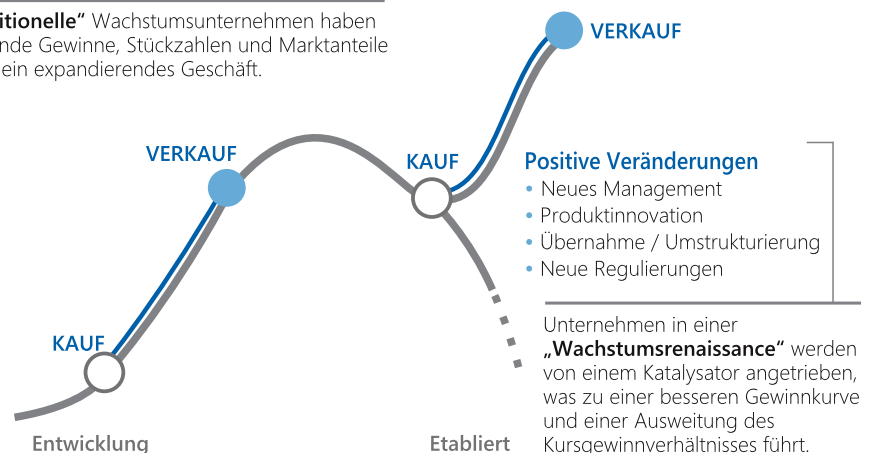 itionelle“ Wachstumsunternehmen haben
nde Gewinne, Stückzahlen und Marktanteile
ein expandierendes Geschäft.
VERKAUF
VERKAUF
KAUF
Positive Veränderungen
• Neues Management
• Produktinnovation
• Übernahme / Umstrukturierung
• Neue Regulierungen
KAUF
Unternehmen in einer
„Wachstumsrenaissance“ werden
von einem Katalysator angetrieben,
was zu einer besseren Gewinnkurve
und einer Ausweitung des
Kursgewinnverhältnisses führt.
Entwicklung
Etabliert